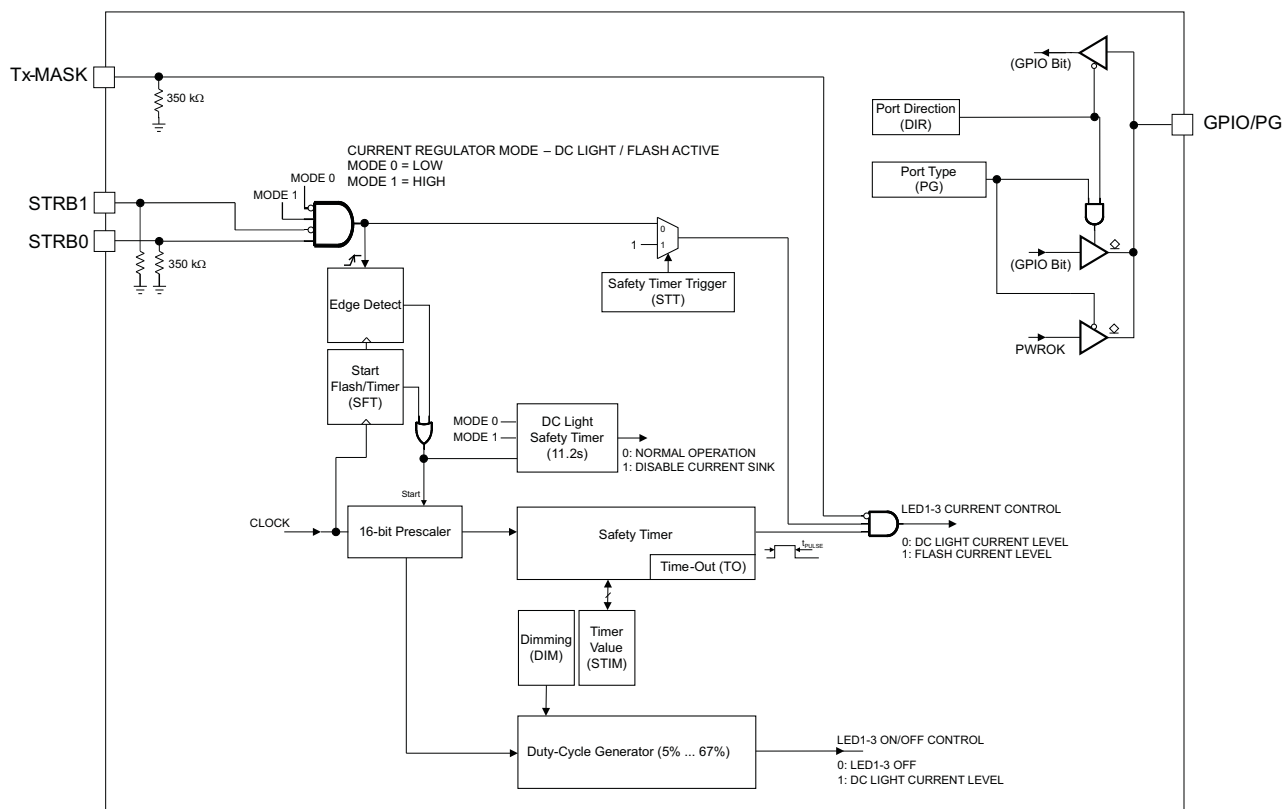 Tx-MASK
350 kΩ
(GPIO Bit)
Port Direction
(DIR)
GPIO/PG
CURRENT REGULATOR MODE – DC LIGHT / FLASH ACTIVE
MODE 0 = LOW
MODE 1 = HIGH
MODE 0
MODE 1
Port Type
(PG)
STRB1
STRB0
350 kΩ
0
1
1
(GPIO Bit)
Safety Timer Trigger
(STT)
Edge Detect
PWROK
Start
Flash/Timer
(SFT)
MODE 0
MODE 1
DC Light
Safety Timer
(11.2s)
0: NORMAL OPERATION
1: DISABLE CURRENT SINK
Start
CLOCK
16-bit Prescaler
Safety Timer
Time-Out (TO)
tPULSE
LED1-3 CURRENT CONTROL
0: DC LIGHT CURRENT LEVEL
1: FLASH CURRENT LEVEL
Dimming
(DIM)
Timer
Value
(STIM)
Duty-Cycle Generator (5% ... 67%)
LED1-3 ON/OFF CONTROL
0: LED1-3 OFF
1: DC LIGHT CURRENT LEVEL